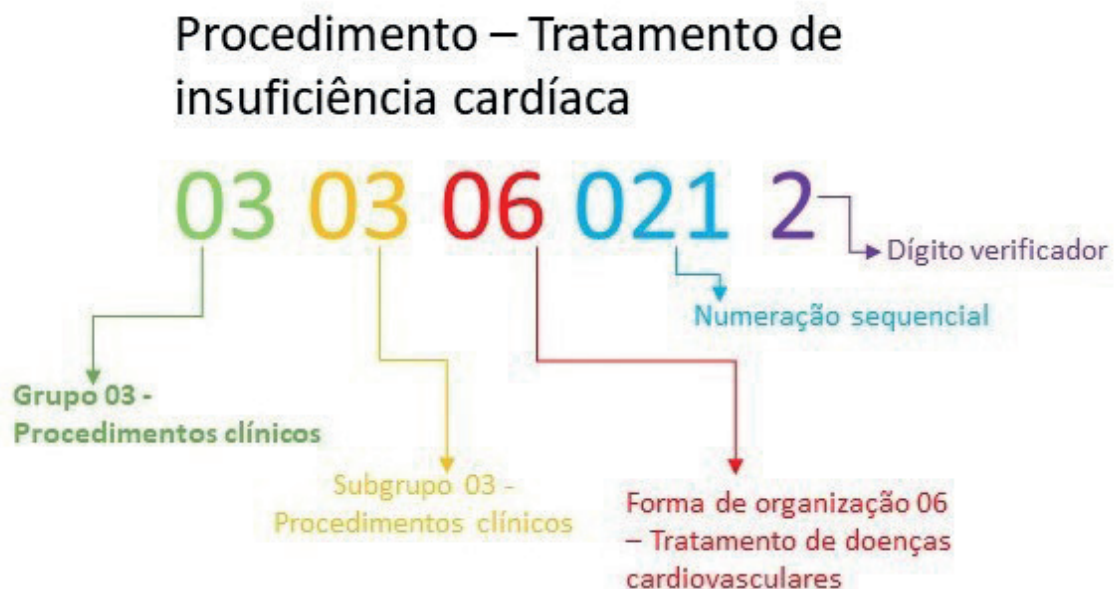 Procedimento – Tratamento de
insuficiência cardíaca
03 03 06 021 2
Dígito verificador
Numeração sequencial
Grupo 03 -
Procedimentos clínicos
Subgrupo 03 -
Procedimentos clínicos
Forma de organização 06
– Tratamento de doenças
cardiovasculares